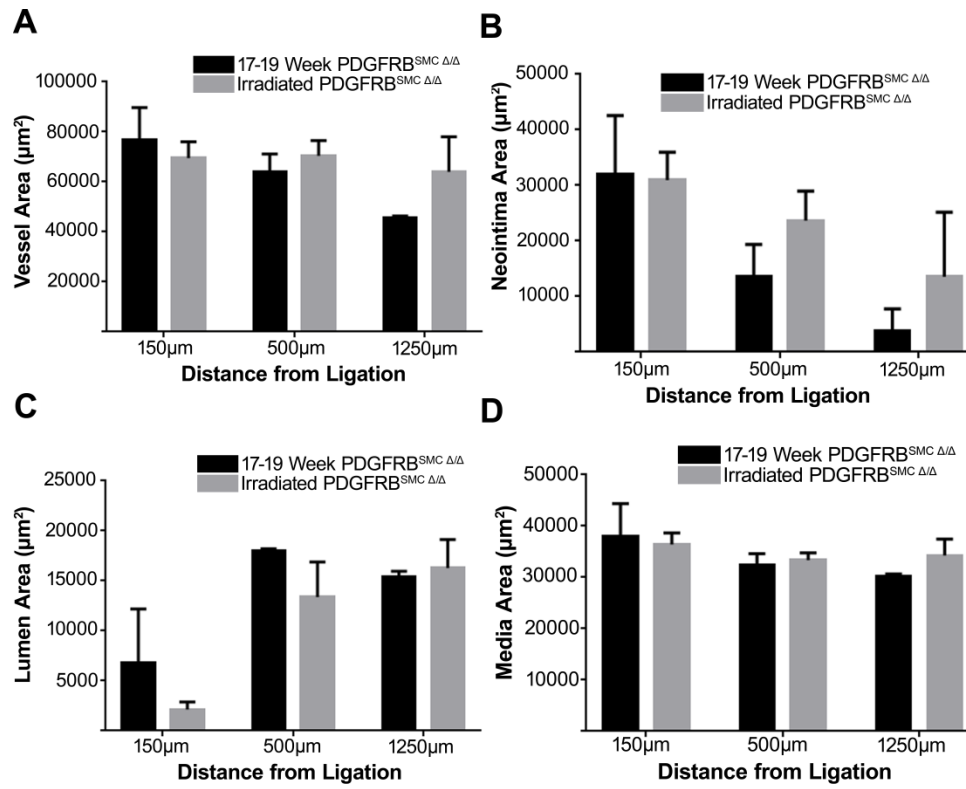 A
17-19 Week PDGFRB^SMC Δ/Δ
Irradiated PDGFRB^SMC Δ/Δ
Vessel Area (µm²)
100000
80000
60000
40000
20000
150µm 500µm 1250µm
Distance from Ligation
B
17-19 Week PDGFRB^SMC Δ/Δ
Irradiated PDGFRB^SMC Δ/Δ
Neointima Area (µm²)
50000
40000
30000
20000
10000
150µm 500µm 1250µm
Distance from Ligation
C
17-19 Week PDGFRB^SMC Δ/Δ
Irradiated PDGFRB^SMC Δ/Δ
Lumen Area (µm²)
25000
20000
15000
10000
5000
150µm 500µm 1250µm
Distance from Ligation
D
17-19 Week PDGFRB^SMC Δ/Δ
Irradiated PDGFRB^SMC Δ/Δ
Media Area (µm²)
50000
40000
30000
20000
10000
150µm 500µm 1250µm
Distance from Ligation